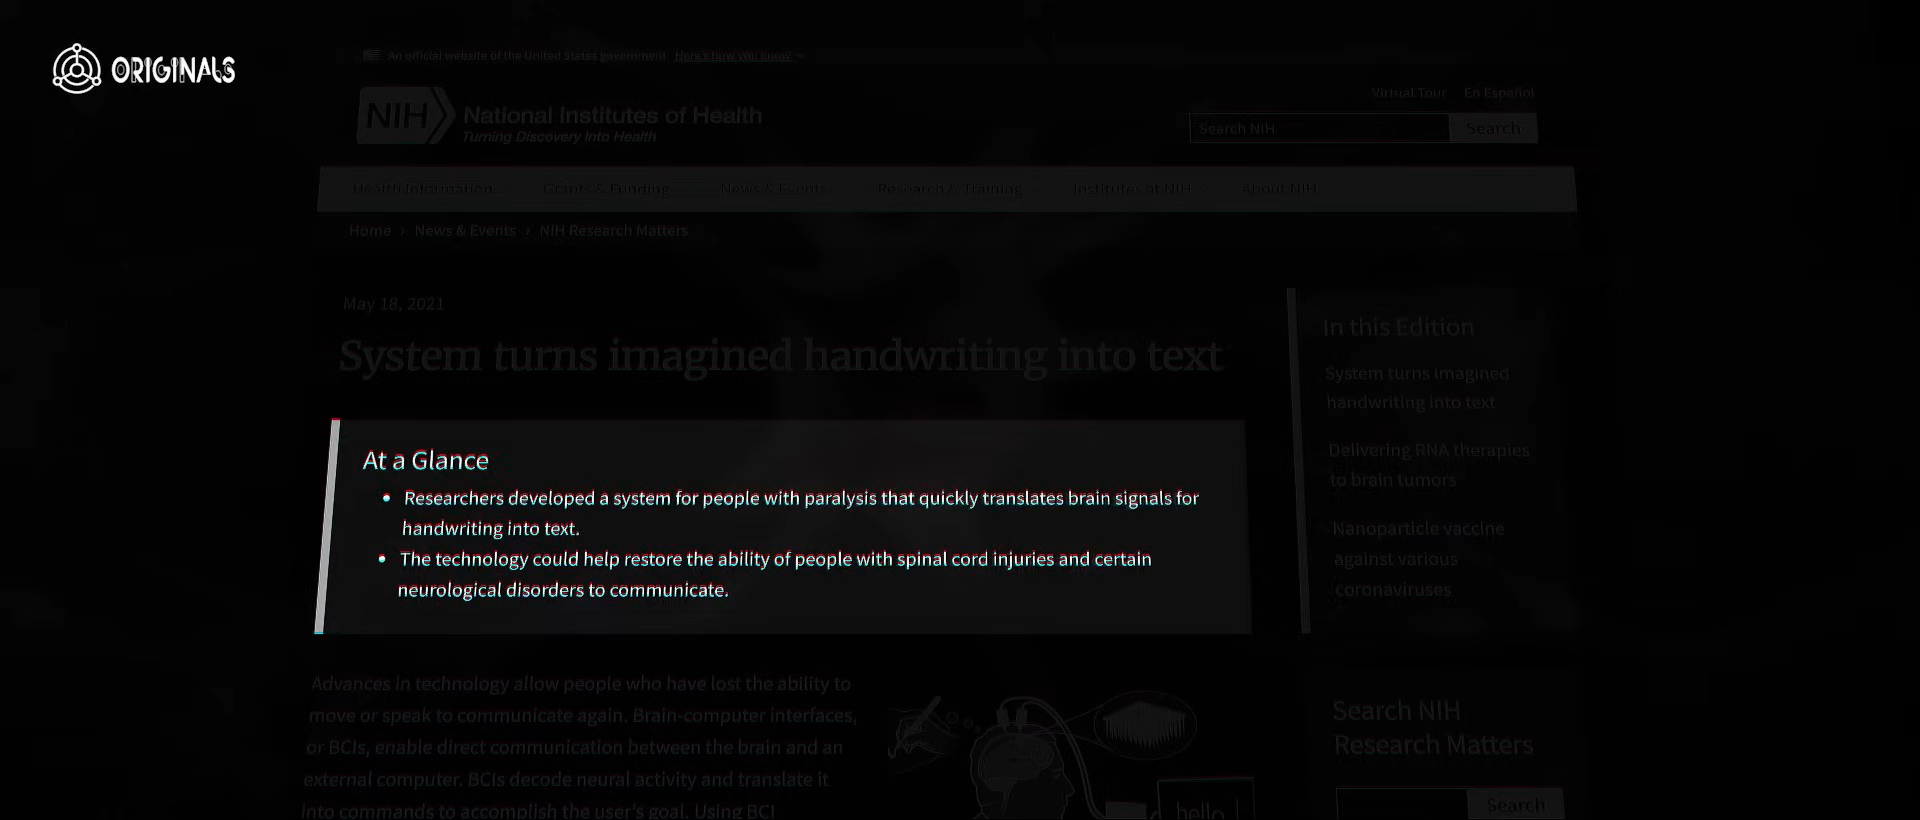 ORIGINALS
An official website of the United States government Here's how you know
NIH National Institutes of Health
Turning Discovery Into Health
Virtual Tour En Español
Search NIH Search
Health Information Grants & Funding News & Events Research & Training Institutes at NIH About NIH
Home › News & Events › NIH Research Matters
May 18, 2021
System turns imagined handwriting into text
At a Glance
• Researchers developed a system for people with paralysis that quickly translates brain signals for
handwriting into text.
• The technology could help restore the ability of people with spinal cord injuries and certain
neurological disorders to communicate.
Advances in technology allow people who have lost the ability to
move or speak to communicate again. Brain-computer interfaces,
or BCIs, enable direct communication between the brain and an
external computer. BCIs decode neural activity and translate it
into commands to accomplish the user's goal. Using BCI
hello
In this Edition
System turns imagined
handwriting into text
Delivering RNA therapies
to brain tumors
Nanoparticle vaccine
against various
coronaviruses
Search NIH
Research Matters
Search